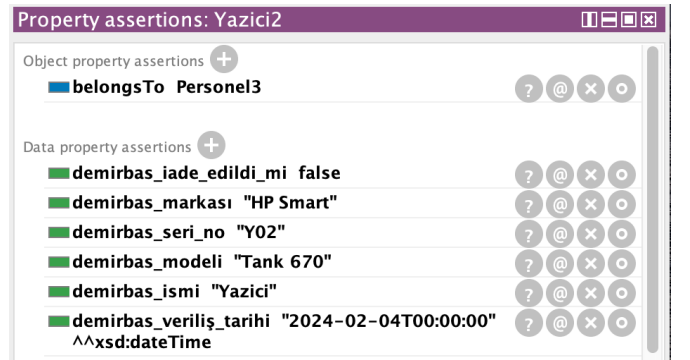 Property assertions: Yazici2
Object property assertions
belongsTo Personel3
Data property assertions
demirbas_iade_edildi_mi false
demirbas_markası "HP Smart"
demirbas_seri_no "Y02"
demirbas_modeli "Tank 670"
demirbas_ismi "Yazici"
demirbas_veriliş_tarihi "2024-02-04T00:00:00"
^^xsd:dateTime